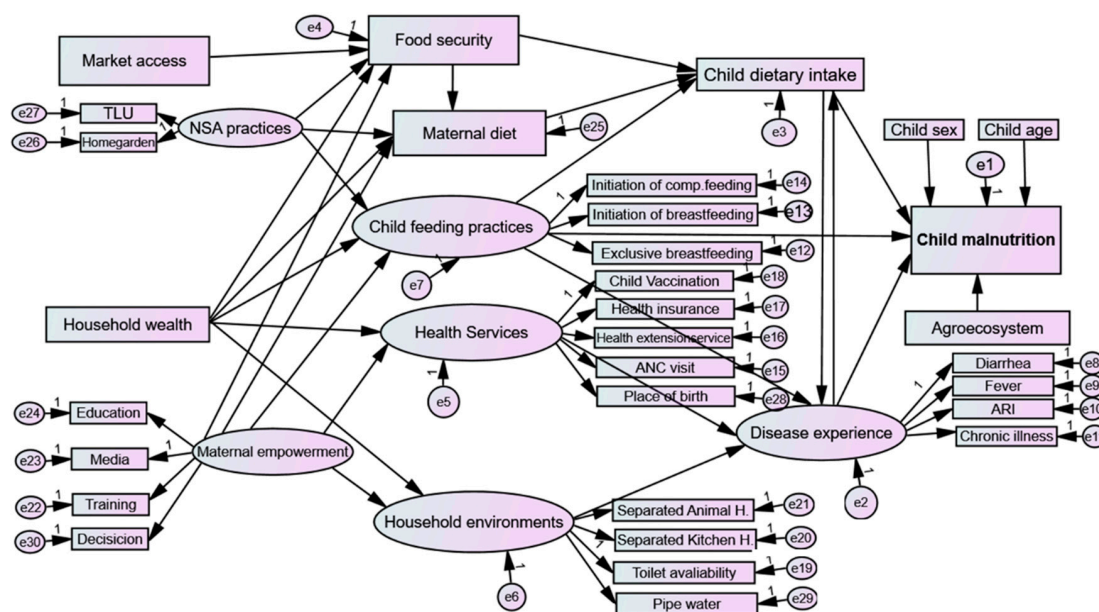 e4
1
Food security
Market access
Child dietary intake
e27
1
TLU
NSA practices
1
e26
1
Homegarden
Maternal diet
1
e25
1
e3
Child sex
Child age
e1
1
Initiation of comp.feeding
1
e14
1
Initiation of breastfeeding
1
e13
Child feeding practices
Exclusive breastfeeding
1
e12
Child malnutrition
1
e7
Child Vaccination
1
e18
1
Health insurance
1
e17
Household wealth
Health Services
Health extensionservice
1
e16
Agroecosystem
ANC visit
1
e15
1
e5
Place of birth
1
e28
Diarrhea
1
e8
1
Fever
1
e9
ARI
1
e10
Disease experience
Chronic illness
1
e24
1
Education
Maternal empowerment
e23
1
Media
1
e22
1
Training
e30
1
Decisicion
1
e2
Household environments
Separated Animal H.
1
e21
Separated Kitchen H.
1
e20
1
Toilet avaliability
1
e19
1
e6
Pipe water
1
e29